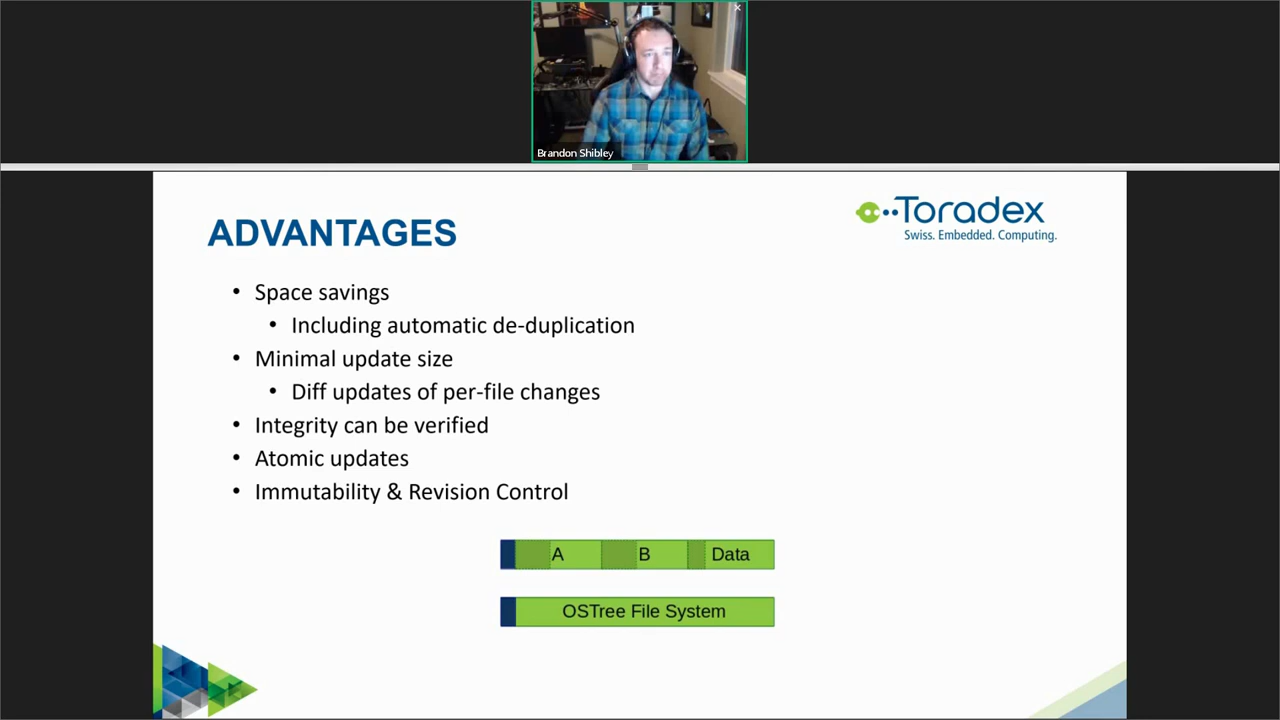 Brandon Shibley
ADVANTAGES
Toradex
Swiss. Embedded. Computing.
• Space savings
• Including automatic de-duplication
• Minimal update size
• Diff updates of per-file changes
• Integrity can be verified
• Atomic updates
• Immutability & Revision Control
A B Data
OSTree File System